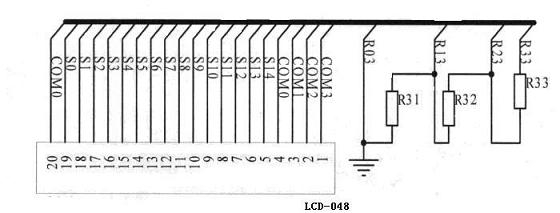 COM0 S0 S1 S2 S3 S4 S5 S6 S7 S8 S9 S10 S11 S12 S13 S14 COM0 COM1 COM2 COM3
R03 R13 R23 R33
R31 R32 R33
20 19 18 17 16 15 14 13 12 11 10 9 8 7 6 5 4 3 2 1
LCD-048